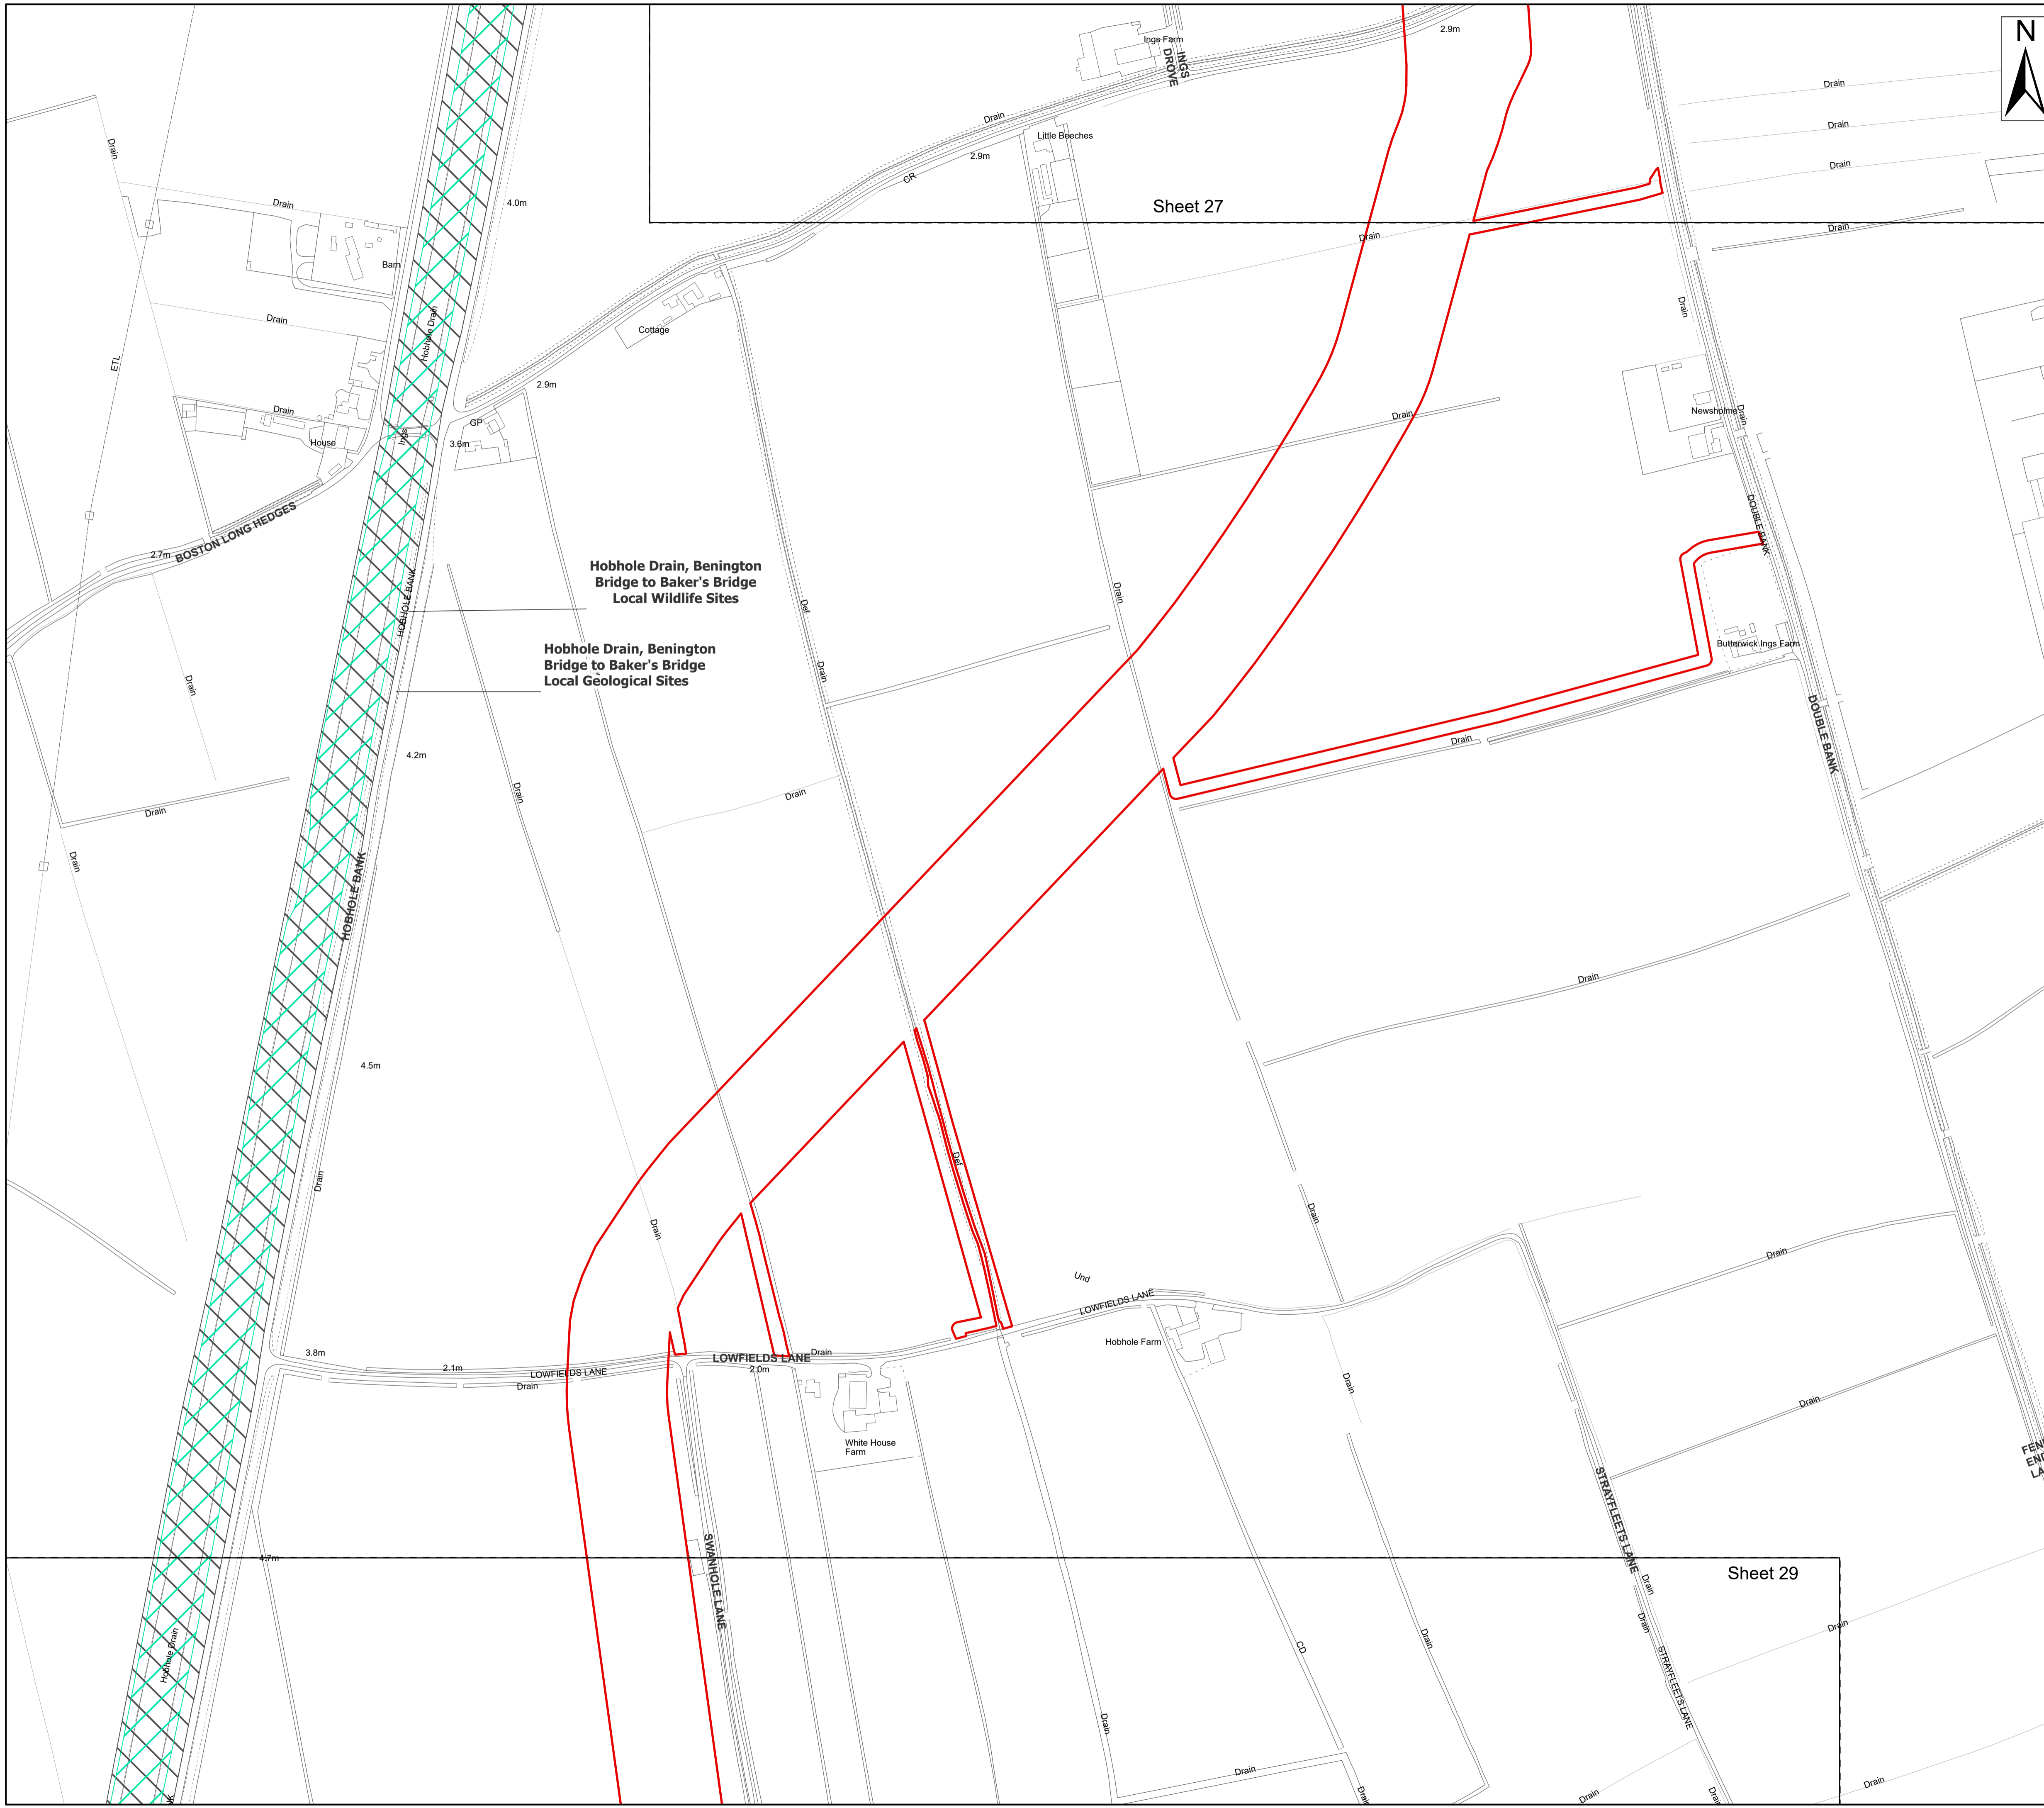 Ings Farm
INGS
DROVE
2.9m
N
Drain
Drain
Drain
Little Beeches
Drain
2.9m
CR
Drain
Drain
Drain
4.0m
Sheet 27
Drain
Drain
Barn
Hobhole Drain
Drain
Drain
Cottage
ETL
2.9m
Drain
GP
House
Ings
3.6m
Drain
Newsholme
Drain
BOSTON LONG HEDGES
2.7m
DOUBLE BANK
Hobhole Drain, Benington
Bridge to Baker's Bridge
Local Wildlife Sites
HOBHOLE BANK
Def
Drain
Hobhole Drain, Benington
Bridge to Baker's Bridge
Local Geological Sites
Butterwick Ings Farm
Drain
Drain
DOUBLE BANK
4.2m
Drain
Drain
Drain
Drain
Drain
HOBHOLE BANK
Drain
4.5m
Def
Drain
Drain
Drain
Drain
Und
LOWFIELDS LANE
Hobhole Farm
3.8m
2.1m
LOWFIELDS LANE
Drain
LOWFIELDS LANE
2.0m
Drain
Drain
Drain
White House
Farm
STRAYFLEETS LANE
4.7m
SWANHOLE LANE
Sheet 29
Drain
Drain
Drain
Hobhole Drain
CD
Drain
STRAYFLEETS LANE
Drain
Drain
Drain
Drain
Drain